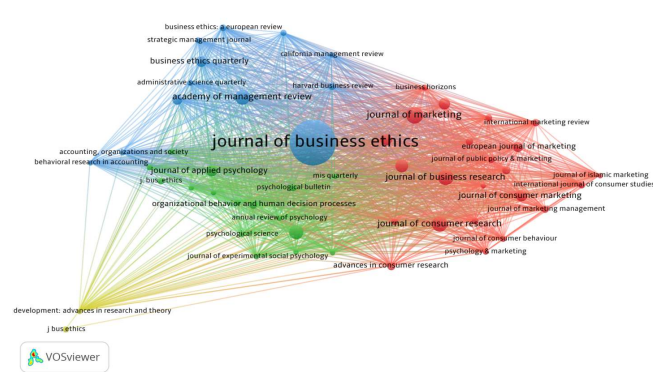 business ethics: a european review
strategic management journal
california management review
business ethics quarterly
administrative science quarterly
harvard business review
business horizons
academy of management review
journal of marketing
international marketing review
journal of business ethics
european journal of marketing
accounting, organizations and society
journal of public policy & marketing
behavioral research in accounting
journal of applied psychology
mis quarterly
journal of business research
journal of islamic marketing
j. bus. ethics
psychological bulletin
international journal of consumer studies
journal of consumer marketing
organizational behavior and human decision processes
journal of marketing management
annual review of psychology
journal of consumer research
psychological science
journal of consumer behaviour
journal of experimental social psychology
psychology & marketing
advances in consumer research
development: advances in research and theory
j bus ethics
VOSviewer